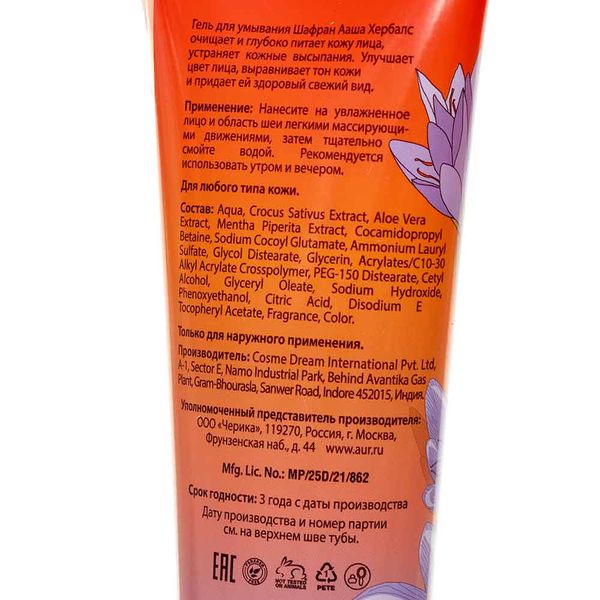 Гель для умывания Шафран Ааша Хербалс
очищает и глубоко питает кожу лица,
устраняет кожные высыпания. Улучшает
цвет лица, выравнивает тон кожи
и придает ей здоровый свежий вид.
Применение: Нанесите на увлажненное
лицо и область шеи легкими массирующи-
ми движениями, затем тщательно
смойте водой. Рекомендуется
использовать утром и вечером.
Для любого типа кожи.
Состав: Aqua, Crocus Sativus Extract, Aloe Vera
Extract, Mentha Piperita Extract, Cocamidopropyl
Betaine, Sodium Cocoyl Glutamate, Ammonium Lauryl
Sulfate, Glycol Distearate, Glycerin, Acrylates/C10-30
Alkyl Acrylate Crosspolymer, PEG-150 Distearate, Cetyl
Alcohol, Glyceryl Oleate, Sodium Hydroxide,
Phenoxyethanol, Citric Acid, Disodium E
Tocopheryl Acetate, Fragrance, Color.
Только для наружного применения.
Производитель: Cosme Dream International Pvt. Ltd,
A-1, Sector E, Namo Industrial Park, Behind Avantika Gas
Plant, Gram-Bhourasla, Sanwer Road, Indore 452015, Индия.
Уполномоченный представитель производителя:
ООО «Черика», 119270, Россия, г. Москва,
Фрунзенская наб., д. 44 www.aur.ru
Mfg. Lic. No.: MP/25D/21/862
Срок годности: 3 года с даты производства
Дату производства и номер партии
см. на верхнем шве тубы.
EAC
PARABEN FREE
NOT TESTED
ON ANIMALS
1
PETE